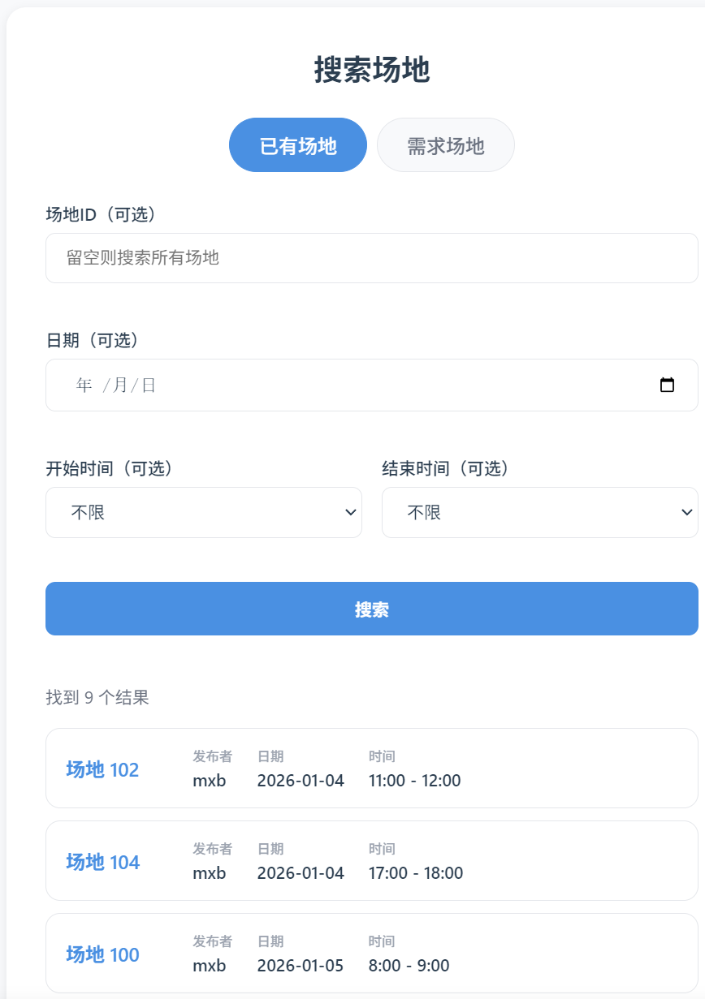 搜索场地
已有场地 需求场地
场地ID（可选）
留空则搜索所有场地
日期（可选）
年 /月/日
开始时间（可选） 结束时间（可选）
不限 不限
搜索
找到 9 个结果
场地 102
发布者 日期 时间
mxb 2026-01-04 11:00 - 12:00
场地 104
发布者 日期 时间
mxb 2026-01-04 17:00 - 18:00
场地 100
发布者 日期 时间
mxb 2026-01-05 8:00 - 9:00